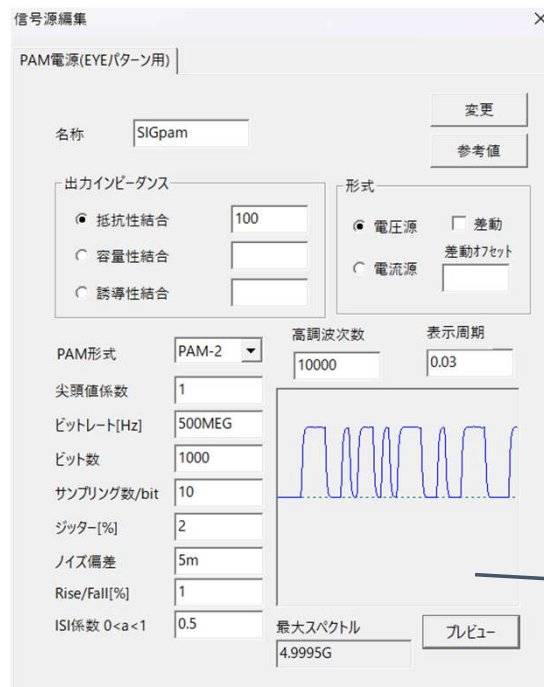 信号源編集
PAM電源(EYEパターン用)
変更
名称 SIGpam
参考値
出力インピーダンス
抵抗性結合 100
容量性結合
誘導性結合
形式
電圧源 差動
電流源 差動オフセット
高調波次数 表示周期
PAM形式 PAM-2 10000 0.03
尖頭値係数 1
ビットレート[Hz] 500MEG
ビット数 1000
サンプリング数/bit 10
ジッター[%] 2
ノイズ偏差 5m
Rise/Fall[%] 1
ISI係数 0<a<1 0.5
最大スペクトル プレビュー
4.9995G